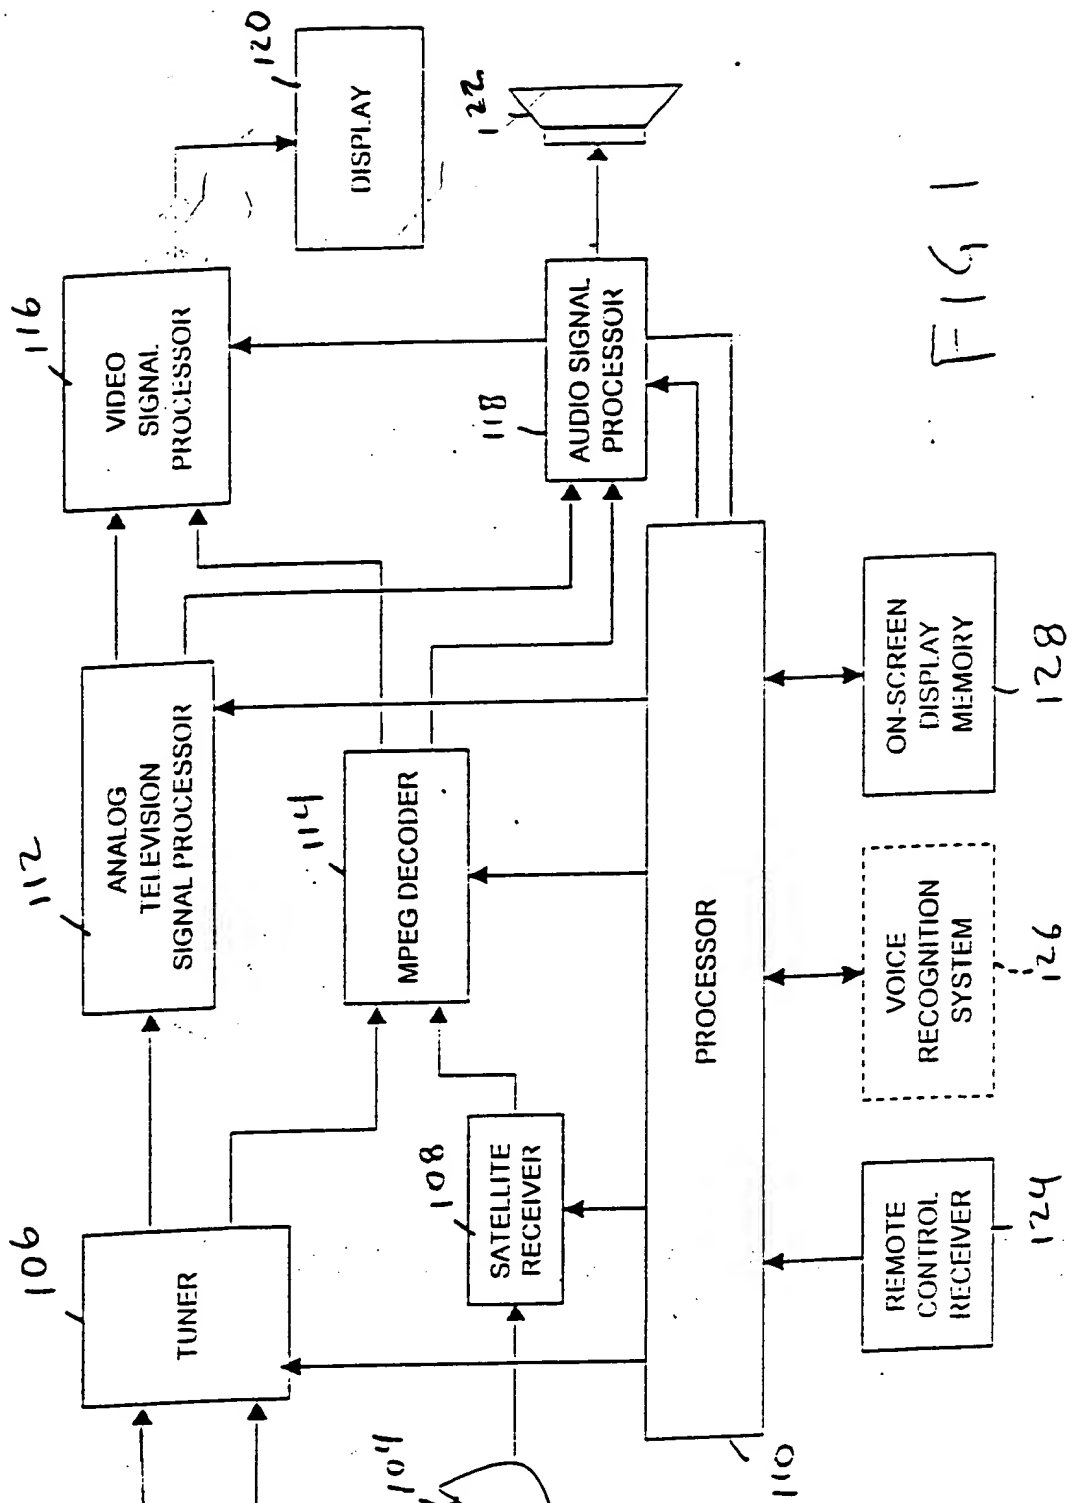 106
TUNER
112
ANALOG
TELEVISION
SIGNAL PROCESSOR
116
VIDEO
SIGNAL
PROCESSOR
120
DISPLAY
104
108
SATELLITE
RECEIVER
114
MPEG DECODER
118
AUDIO SIGNAL
PROCESSOR
122
110
PROCESSOR
REMOTE
CONTROL
RECEIVER
124
VOICE
RECOGNITION
SYSTEM
126
ON-SCREEN
DISPLAY
MEMORY
128
FIG 1